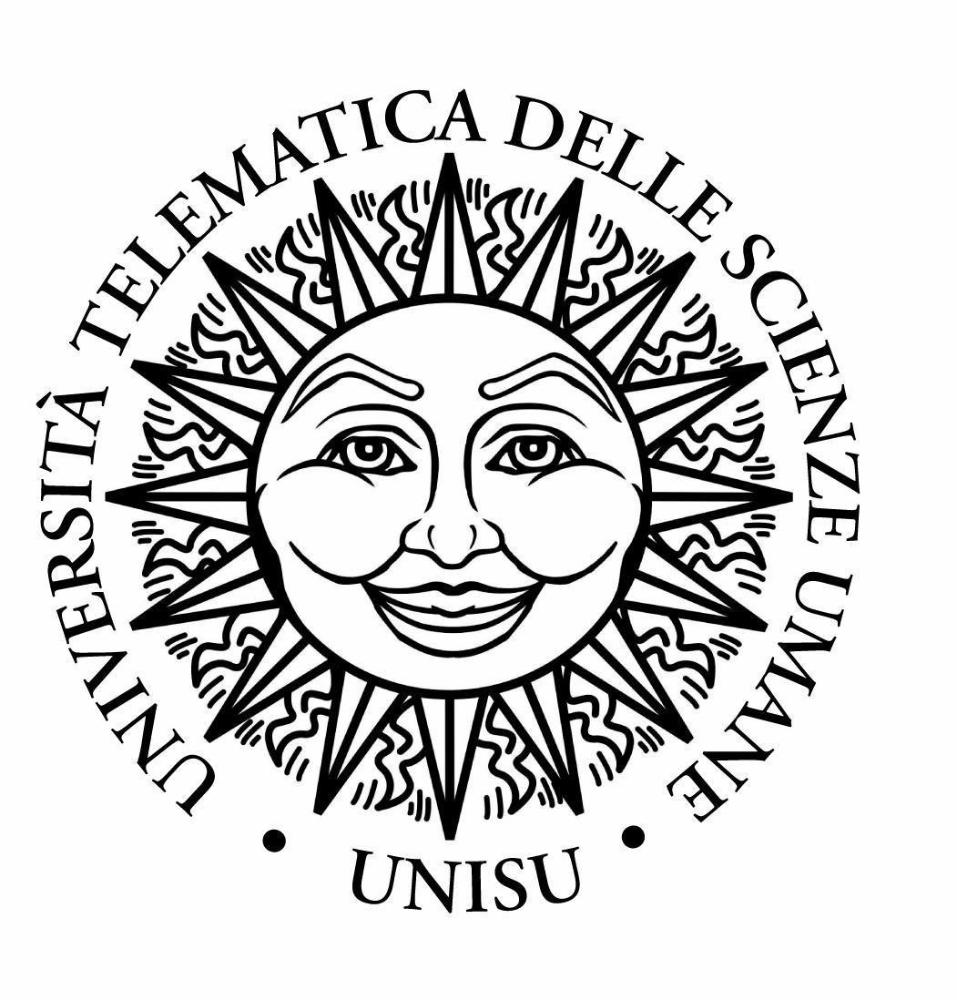 UNIVERSITÀ TELEMATICA DELLE SCIENZE UMANE
• UNISU •